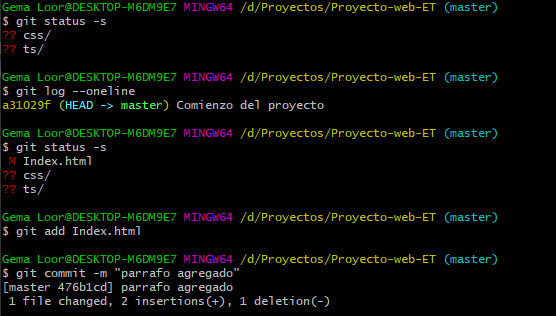 Gema Loor@DESKTOP-M6DM9E7 MINGW64 /d/Proyectos/Proyecto-web-ET (master)
$ git status -s
?? css/
?? ts/
Gema Loor@DESKTOP-M6DM9E7 MINGW64 /d/Proyectos/Proyecto-web-ET (master)
$ git log --oneline
a31029f (HEAD -> master) Comienzo del proyecto
Gema Loor@DESKTOP-M6DM9E7 MINGW64 /d/Proyectos/Proyecto-web-ET (master)
$ git status -s
 M Index.html
?? css/
?? ts/
Gema Loor@DESKTOP-M6DM9E7 MINGW64 /d/Proyectos/Proyecto-web-ET (master)
$ git add Index.html
Gema Loor@DESKTOP-M6DM9E7 MINGW64 /d/Proyectos/Proyecto-web-ET (master)
$ git commit -m "parrafo agregado"
[master 476b1cd] parrafo agregado
 1 file changed, 2 insertions(+), 1 deletion(-)